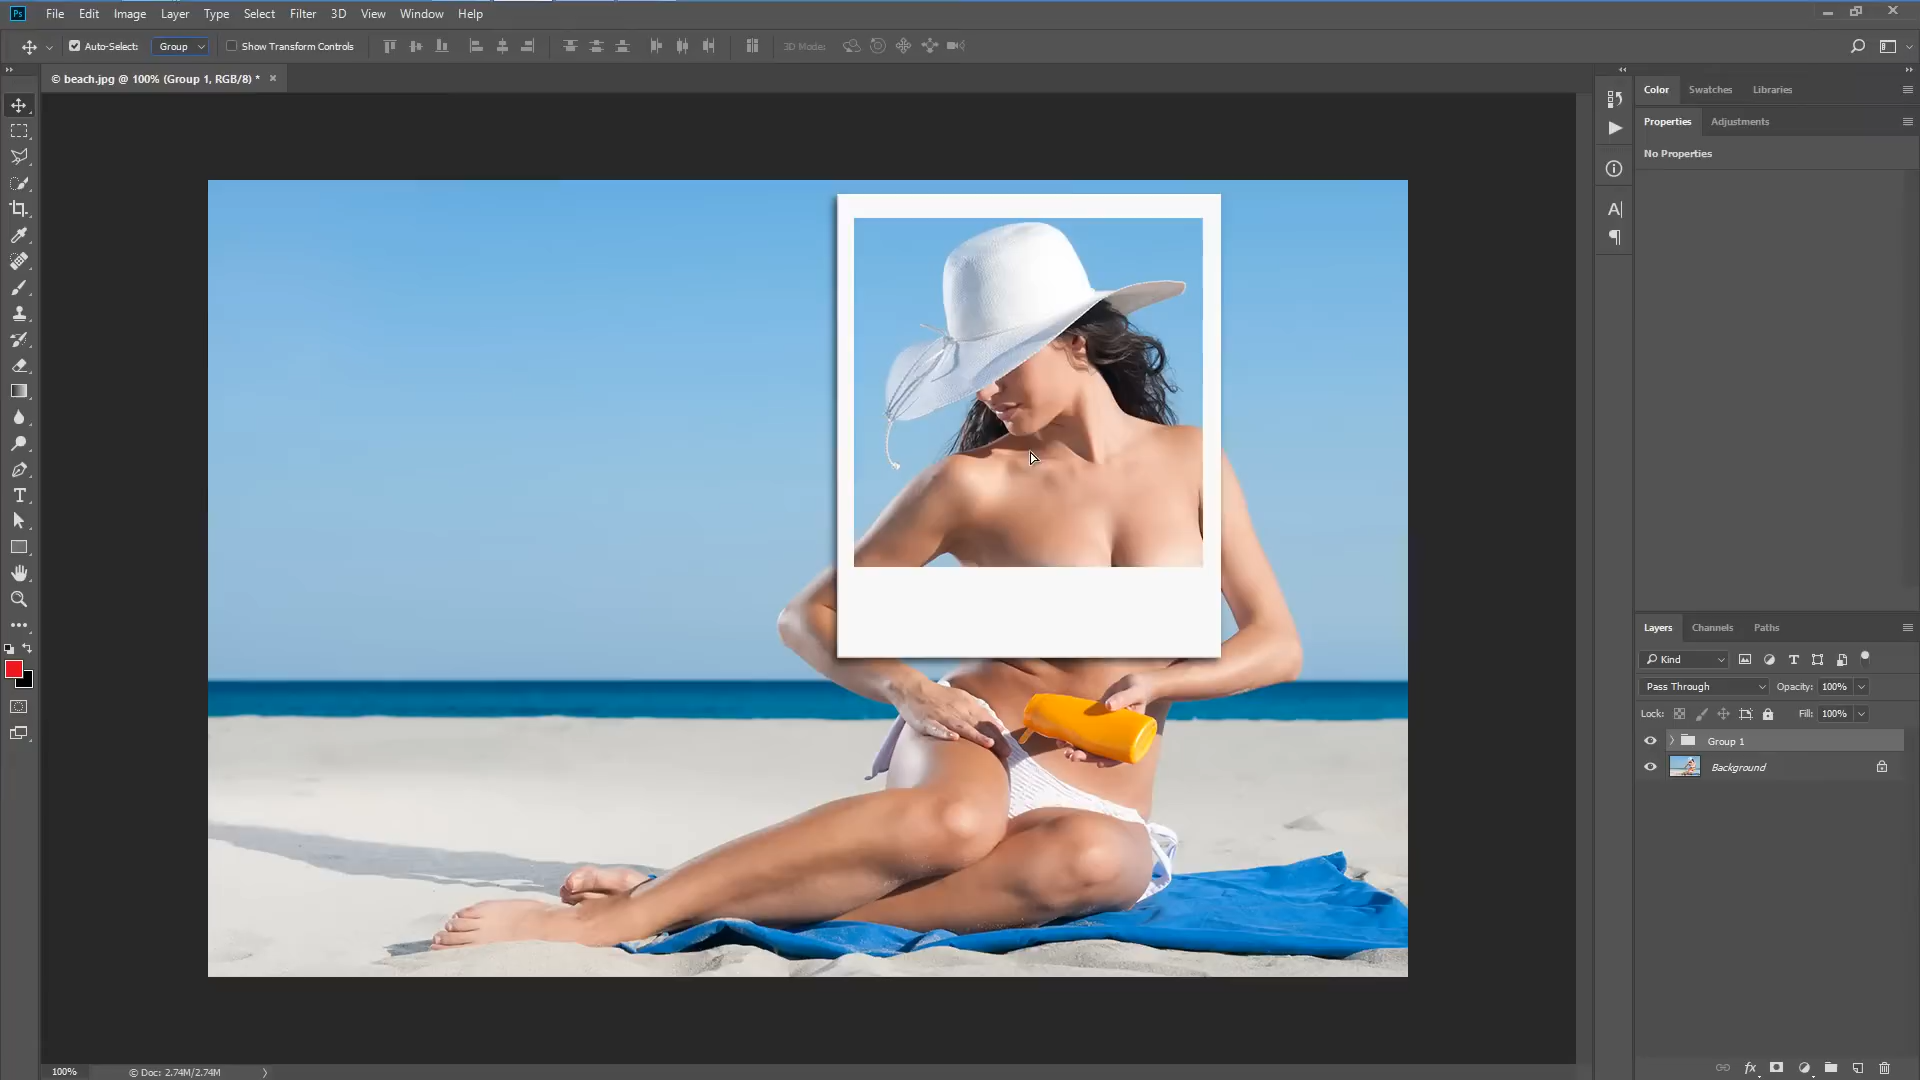 Ps File Edit Image Layer Type Select Filter 3D View Window Help
Auto-Select: Group Show Transform Controls 3D Mode:
© beach.jpg @ 100% (Group 1, RGB/8) * ×
Color Swatches Libraries
Properties Adjustments
No Properties
Layers Channels Paths
Kind
Pass Through Opacity: 100%
Lock: Fill: 100%
Group 1
Background
fx
100% © Doc: 2.74M/2.74M